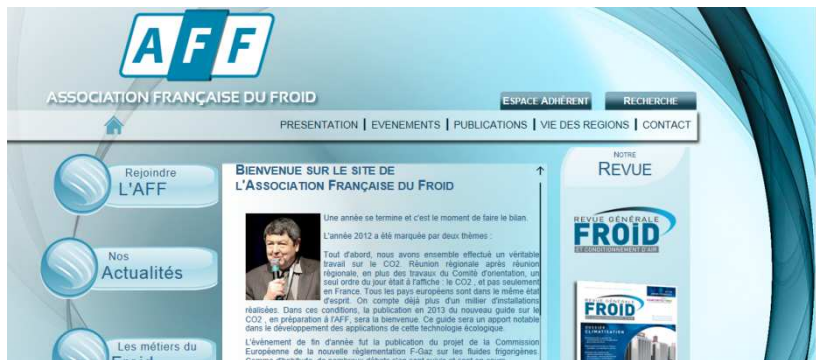 AFF
ASSOCIATION FRANÇAISE DU FROID
ESPACE ADHÉRENT RECHERCHE
PRESENTATION | EVENEMENTS | PUBLICATIONS | VIE DES REGIONS | CONTACT
Rejoindre
L'AFF
Nos
Actualités
Les métiers du
Froid
BIENVENUE SUR LE SITE DE
L'ASSOCIATION FRANÇAISE DU FROID
Une année se termine et c'est le moment de faire le bilan.
L'année 2012 a été marquée par deux thèmes :
Tout d'abord, nous avons ensemble effectué un véritable
travail sur le CO2. Réunion régionale après réunion
régionale, en plus des travaux du Comité d'orientation, un
seul ordre du jour était à l'affiche : le CO2 , et pas seulement
en France. Tous les pays européens sont dans le même état
d'esprit. On compte déjà plus d'un millier d'installations
réalisées. Dans ces conditions, la publication en 2013 du nouveau guide sur le
CO2 , en préparation à l'AFF, sera la bienvenue. Ce guide sera un apport notable
dans le développement des applications de cette technologie écologique.
L'évènement de fin d'année fut la publication du projet de la Commission
Européenne de la nouvelle règlementation F-Gaz sur les fluides frigorigènes.
NOTRE
REVUE
REVUE GÉNÉRALE
FROID
ET CONDITIONNEMENT D'AIR
FROID
DOSSIER
CLIMATISATION